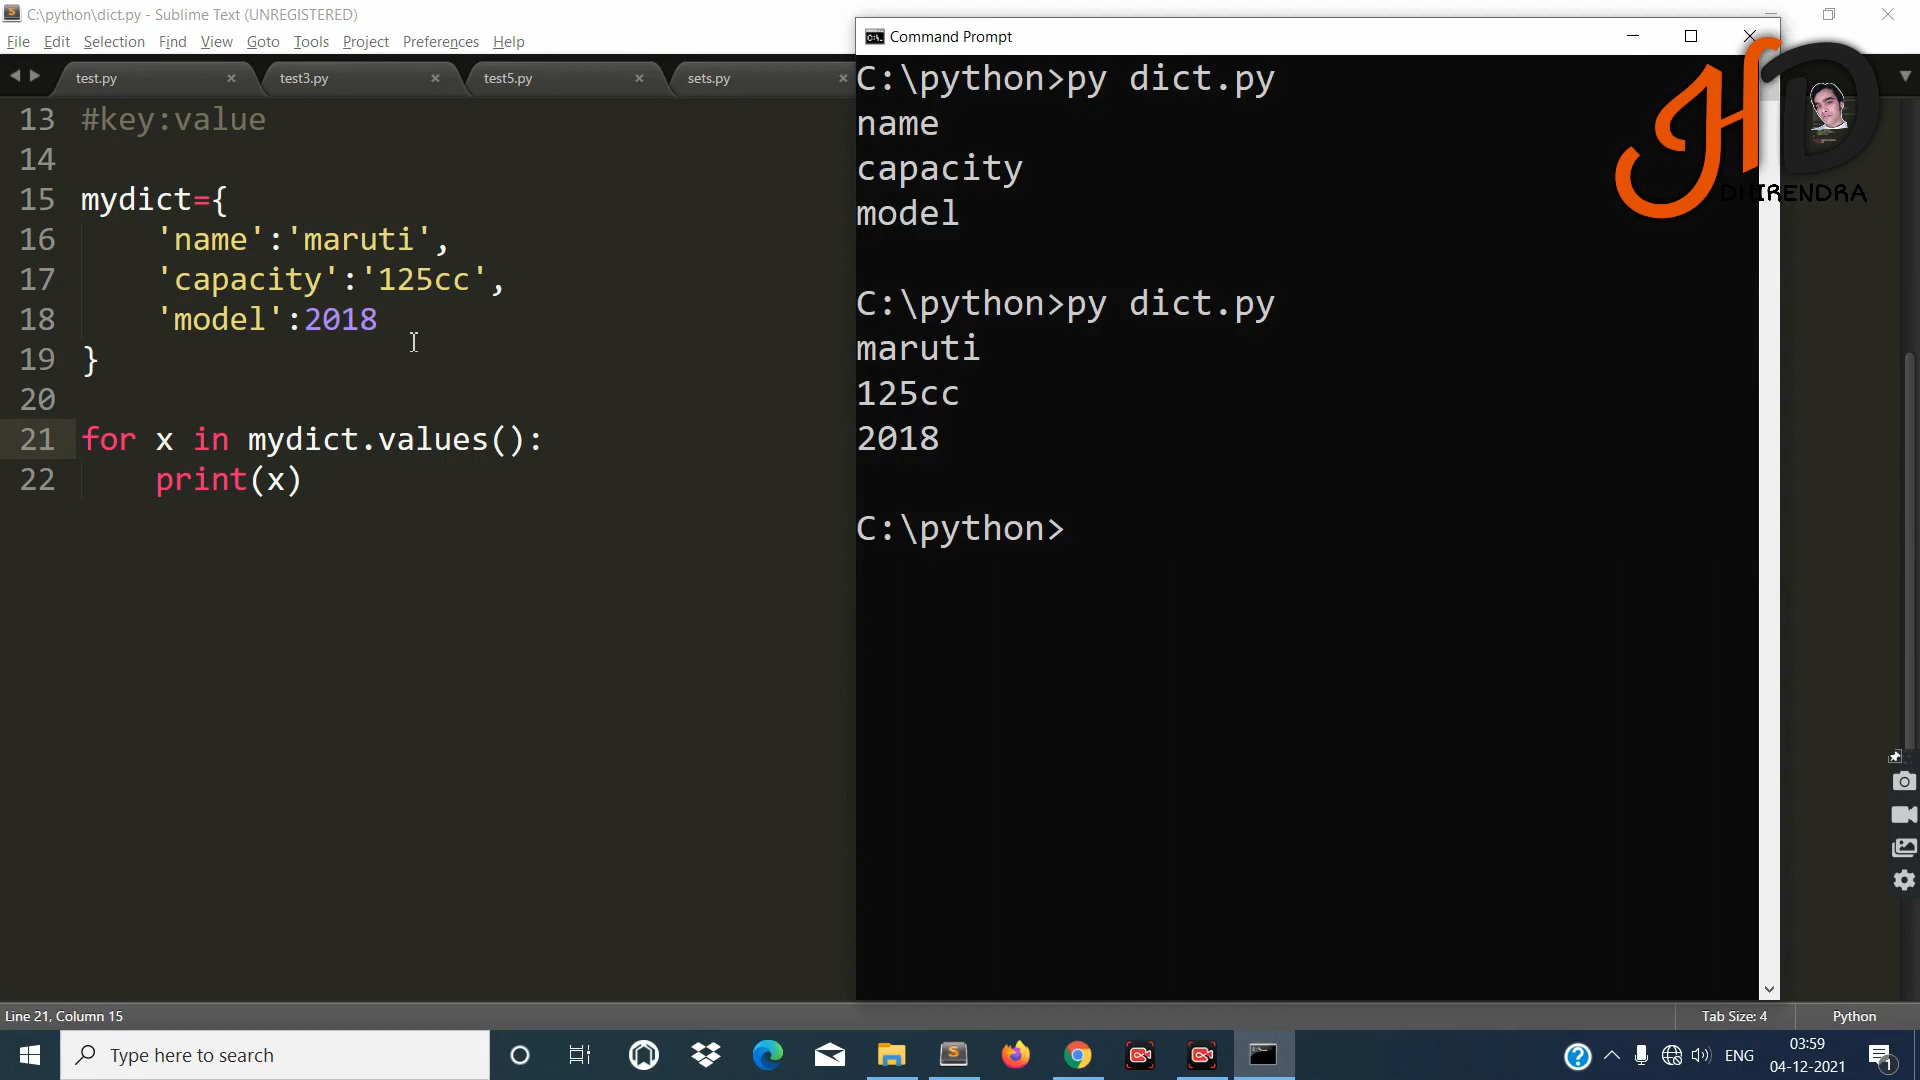 C:\python\dict.py - Sublime Text (UNREGISTERED)
File Edit Selection Find View Goto Tools Project Preferences Help
test.py test3.py test5.py sets.py
13 #key:value
14
15 mydict={
16 'name':'maruti',
17 'capacity':'125cc',
18 'model':2018
19 }
20
21 for x in mydict.values():
22 print(x)
Command Prompt
C:\python>py dict.py
name
capacity
model
C:\python>py dict.py
maruti
125cc
2018
C:\python>
HD
DHIRENDRA
Line 21, Column 15
Tab Size: 4 Python
Type here to search
ENG
03:59
04-12-2021
1